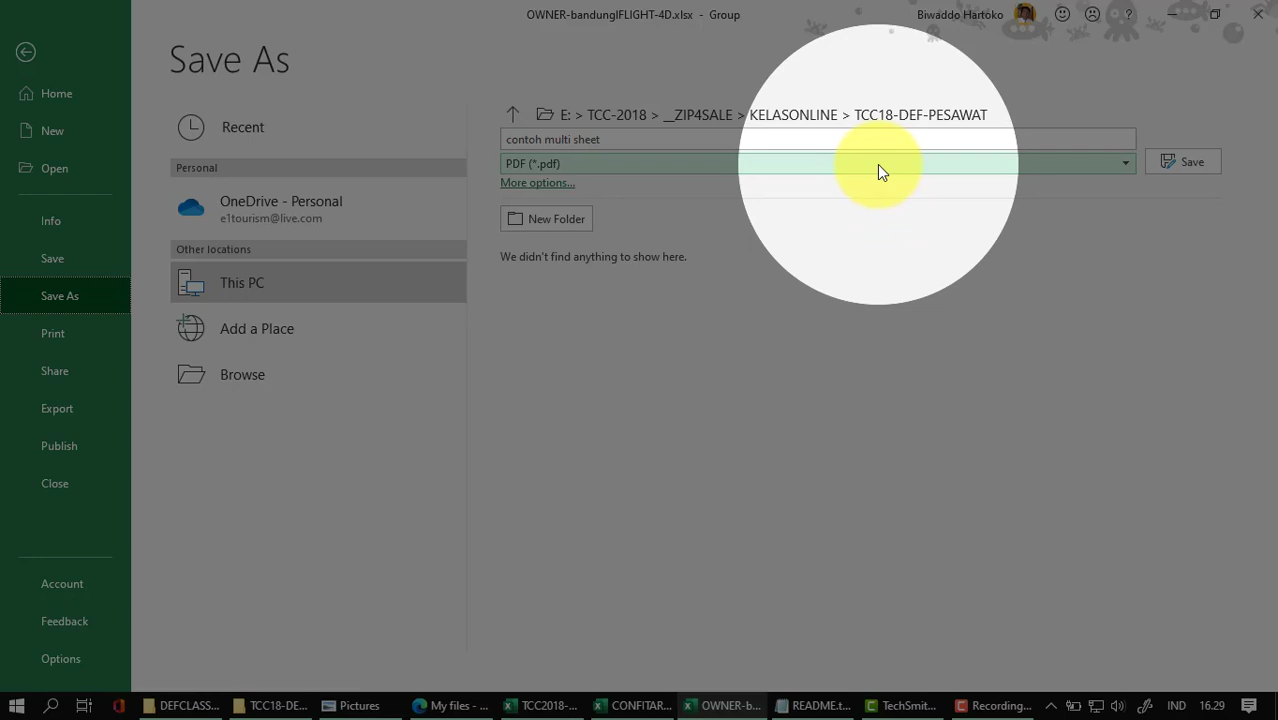 OWNER-bandungIFLIGHT-4D.xlsx - Group
Biwaddo Hartoko
?
Save As
Home
New
Open
Info
Save
Save As
Print
Share
Export
Publish
Close
Account
Feedback
Options
Recent
Personal
OneDrive - Personal
e1tourism@live.com
Other locations
This PC
Add a Place
Browse
E: > TCC-2018 > __ZIP4SALE > KELASONLINE > TCC18-DEF-PESAWAT
contoh multi sheet
PDF (*.pdf)
Save
More options...
New Folder
We didn't find anything to show here.
DEFCLASS...
TCC18-DE...
Pictures
My files - ...
TCC2018-...
CONFITAR...
OWNER-b...
README.t...
TechSmit...
Recording...
IND
16.29